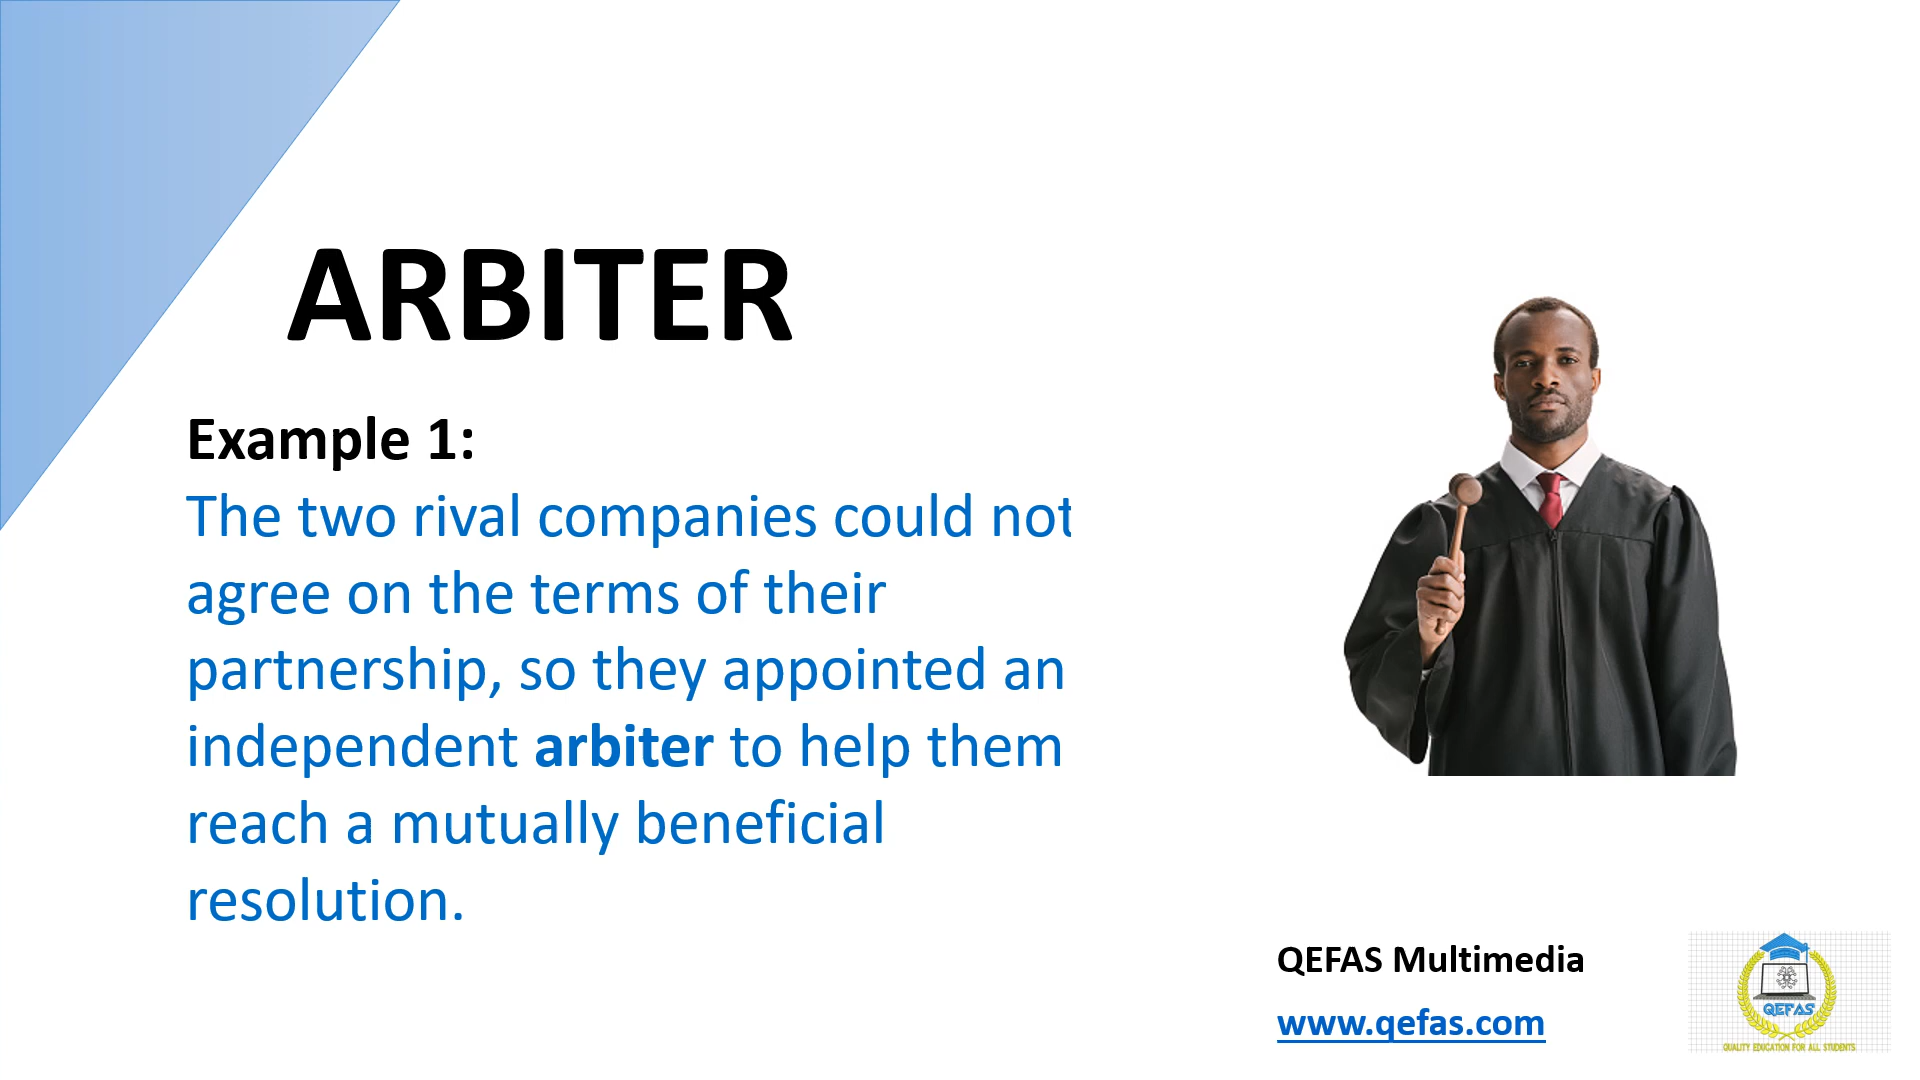 ARBITER
Example 1:
The two rival companies could not
agree on the terms of their
partnership, so they appointed an
independent arbiter to help them
reach a mutually beneficial
resolution.
QEFAS Multimedia
www.qefas.com
QEFAS
QUALITY EDUCATION FOR ALL STUDENTS